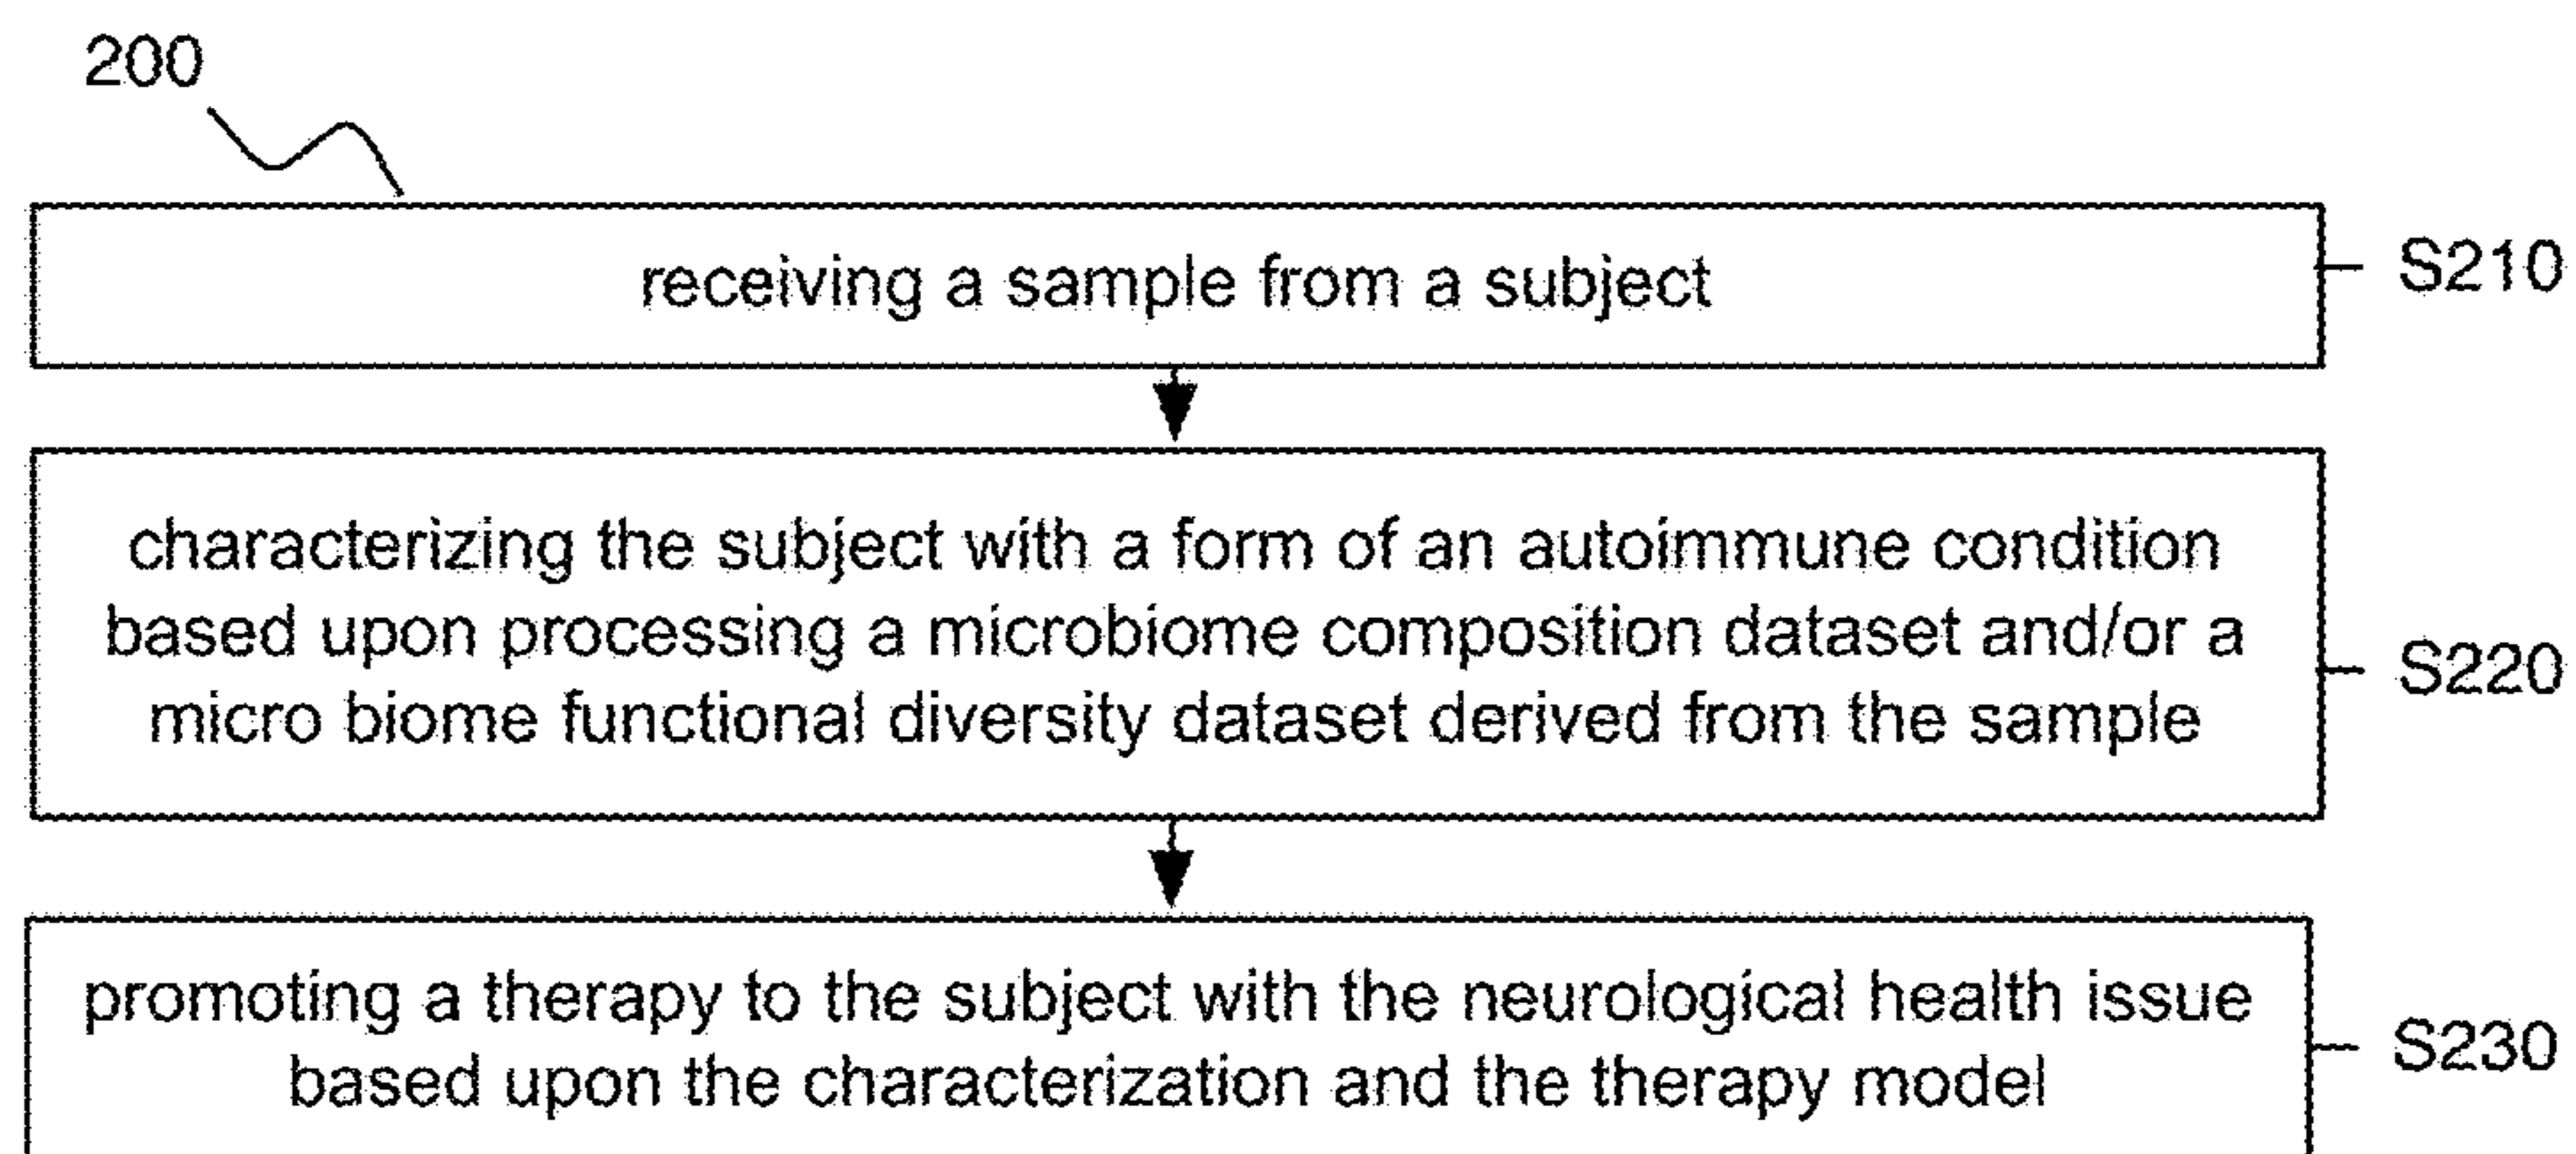 200
receiving a sample from a subject
S210
characterizing the subject with a form of an autoimmune condition
based upon processing a microbiome composition dataset and/or a
micro biome functional diversity dataset derived from the sample
S220
promoting a therapy to the subject with the neurological health issue
based upon the characterization and the therapy model
S230